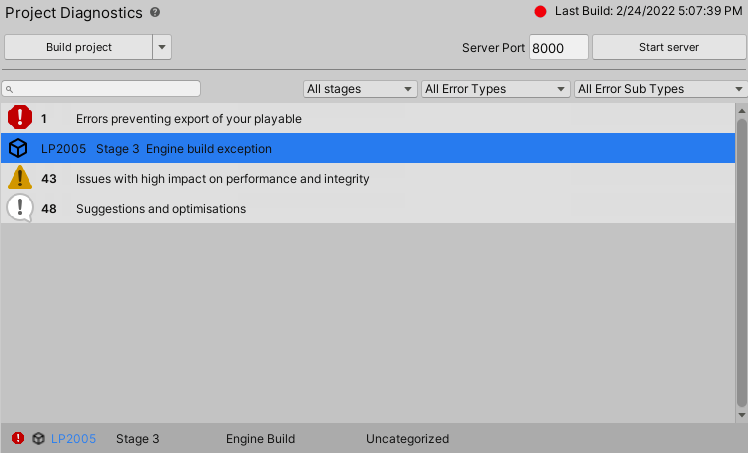 Project Diagnostics ?
Last Build: 2/24/2022 5:07:39 PM
Build project
Server Port 8000 Start server
All stages All Error Types All Error Sub Types
1 Errors preventing export of your playable
LP2005 Stage 3 Engine build exception
43 Issues with high impact on performance and integrity
48 Suggestions and optimisations
LP2005 Stage 3 Engine Build Uncategorized